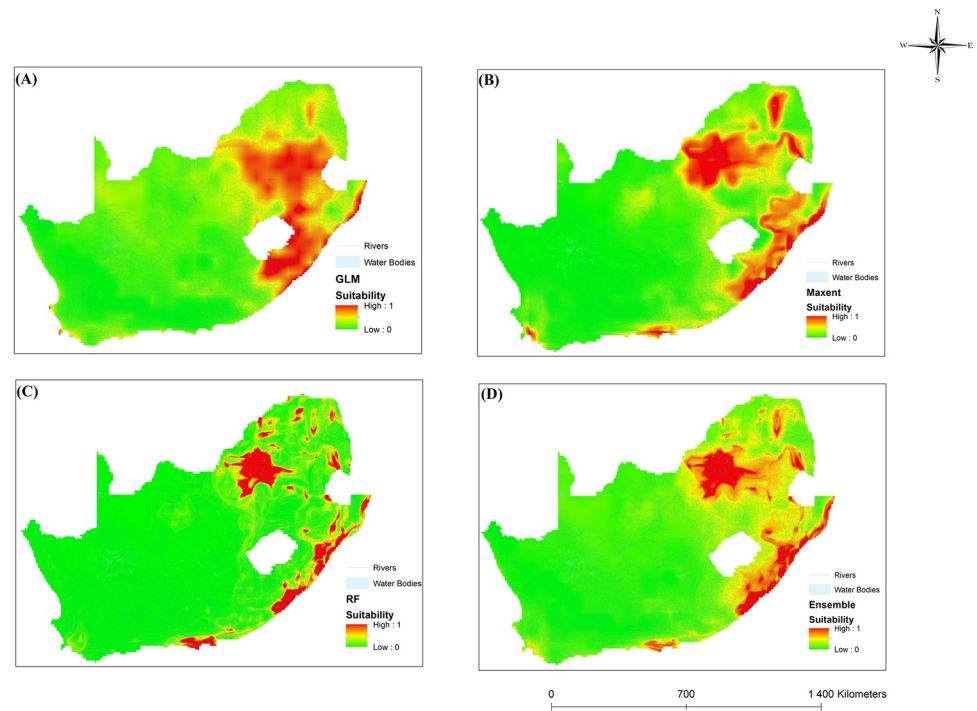 N
W E
S
(A)
Rivers
Water Bodies
GLM
Suitability
High : 1
Low : 0
(B)
Rivers
Water Bodies
Maxent
Suitability
High : 1
Low : 0
(C)
Rivers
Water Bodies
RF
Suitability
High : 1
Low : 0
(D)
Rivers
Water Bodies
Ensemble
Suitability
High : 1
Low : 0
0 700 1 400 Kilometers